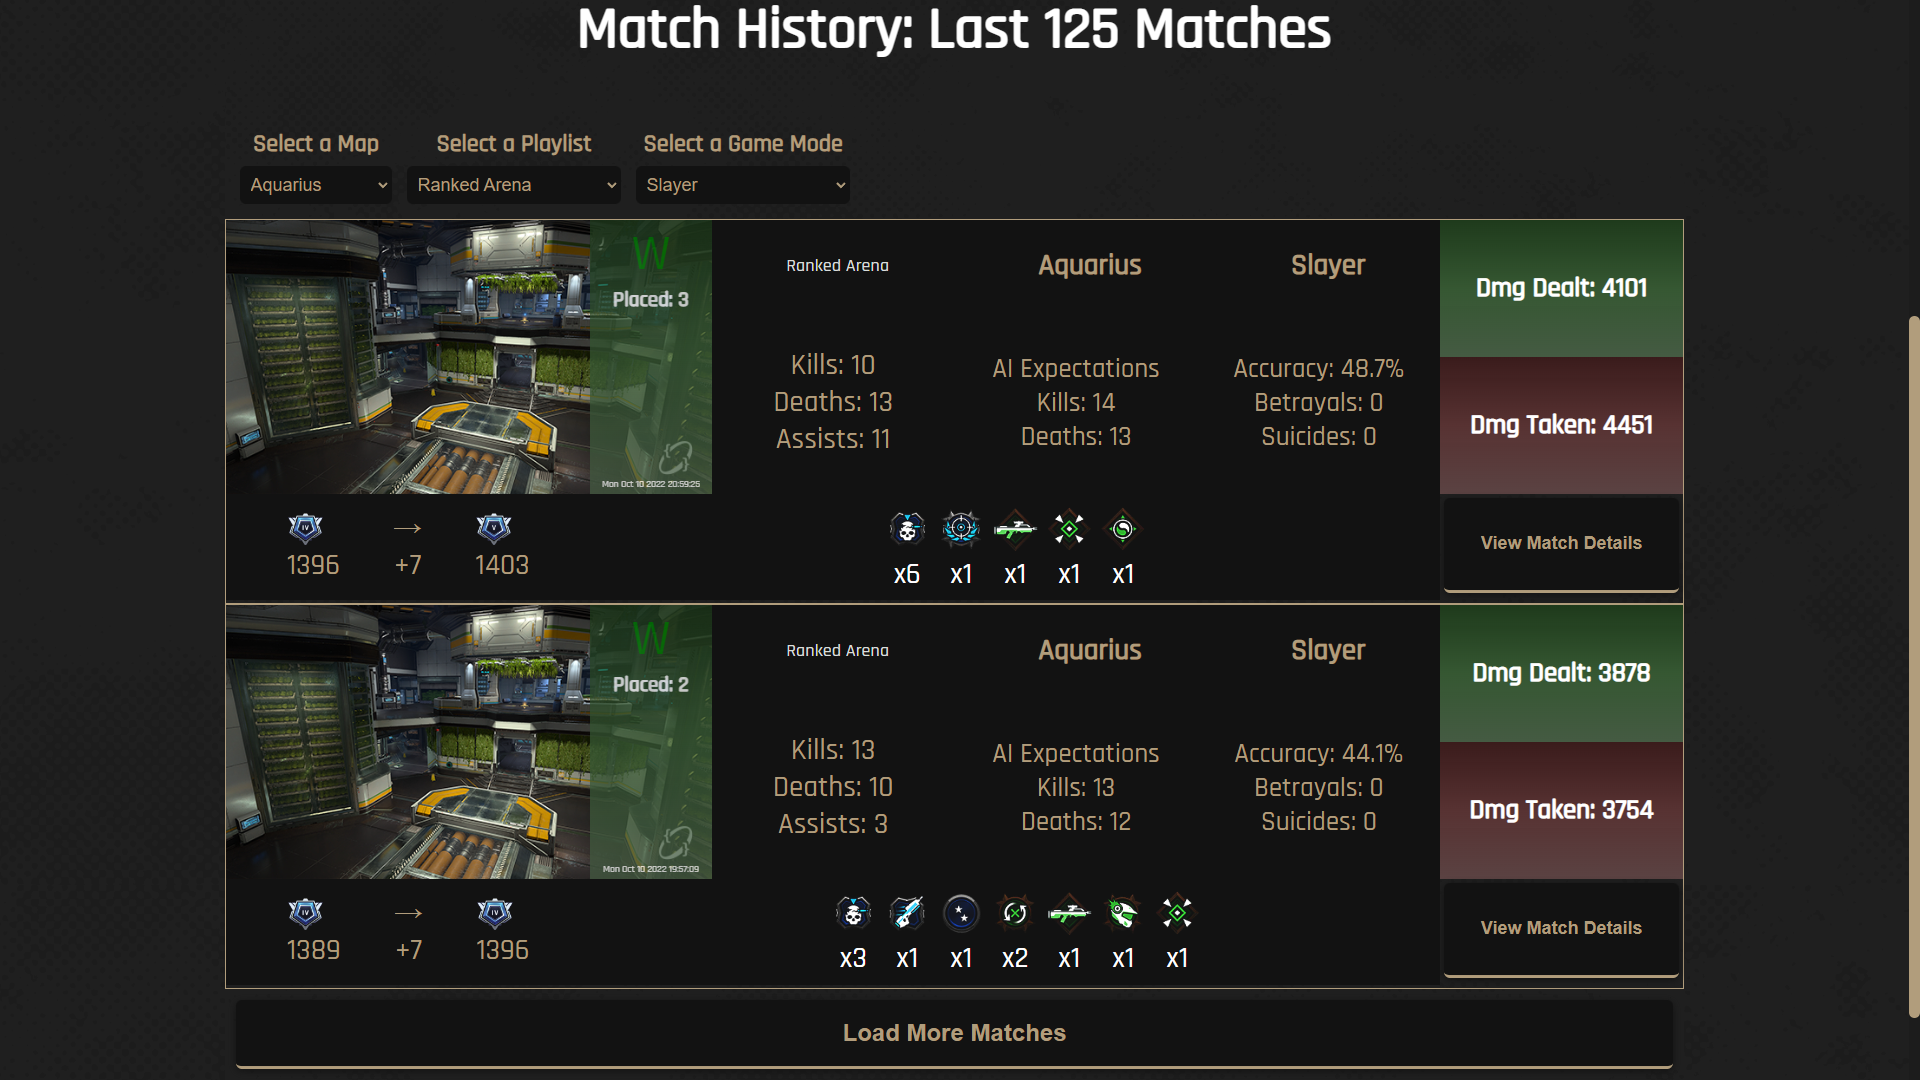 Match History: Last 125 Matches
Select a Map
Select a Playlist
Select a Game Mode
Aquarius
Ranked Arena
Slayer
W
Placed: 3
Mon Oct 10 2022 20:59:25
Ranked Arena
Aquarius
Slayer
Kills: 10
Deaths: 13
Assists: 11
AI Expectations
Kills: 14
Deaths: 13
Accuracy: 48.7%
Betrayals: 0
Suicides: 0
Dmg Dealt: 4101
Dmg Taken: 4451
IV
V
1396
→
+7
1403
x6
x1
x1
x1
x1
View Match Details
W
Placed: 2
Mon Oct 10 2022 19:57:09
Ranked Arena
Aquarius
Slayer
Kills: 13
Deaths: 10
Assists: 3
AI Expectations
Kills: 13
Deaths: 12
Accuracy: 44.1%
Betrayals: 0
Suicides: 0
Dmg Dealt: 3878
Dmg Taken: 3754
IV
IV
1389
→
+7
1396
x3
x1
x1
x2
x1
x1
x1
View Match Details
Load More Matches